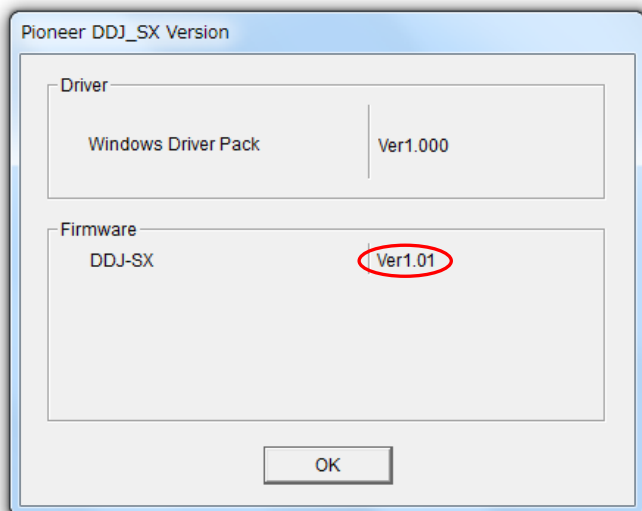 Pioneer DDJ_SX Version
Driver
Windows Driver Pack Ver1.000
Firmware
DDJ-SX Ver1.01
OK